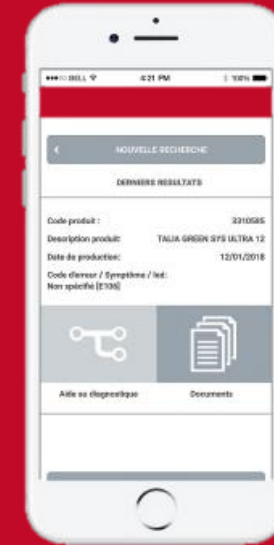 BELL 4:21 PM 100%
NOUVELLE RECHERCHE
DERNIERS RESULTATS
Code produit : 3310585
Description produit: TALIA GREEN SYS ULTRA 12
Date de production: 12/01/2018
Code d'erreur / Symptôme / led:
Non spécifié [E106]
Aide au diagnostique Documents